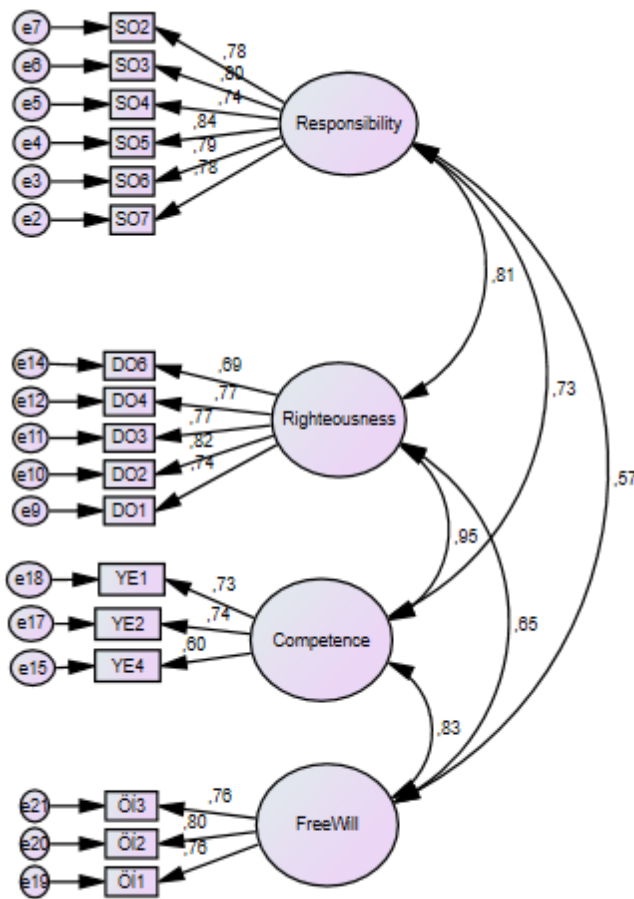 e7 SO2 ,78
e6 SO3 ,80
e5 SO4 ,74
e4 SO5 ,84
e3 SO6 ,79
e2 SO7 ,78
Responsibility
,81
,73
,57
e14 DO6 ,69
e12 DO4 ,77
e11 DO3 ,77
e10 DO2 ,82
e9 DO1 ,74
Righteousness
,95
,65
e18 YE1 ,73
e17 YE2 ,74
e15 YE4 ,60
Competence
,83
e21 Öİ3 ,76
e20 Öİ2 ,80
e19 Öİ1 ,76
FreeWill